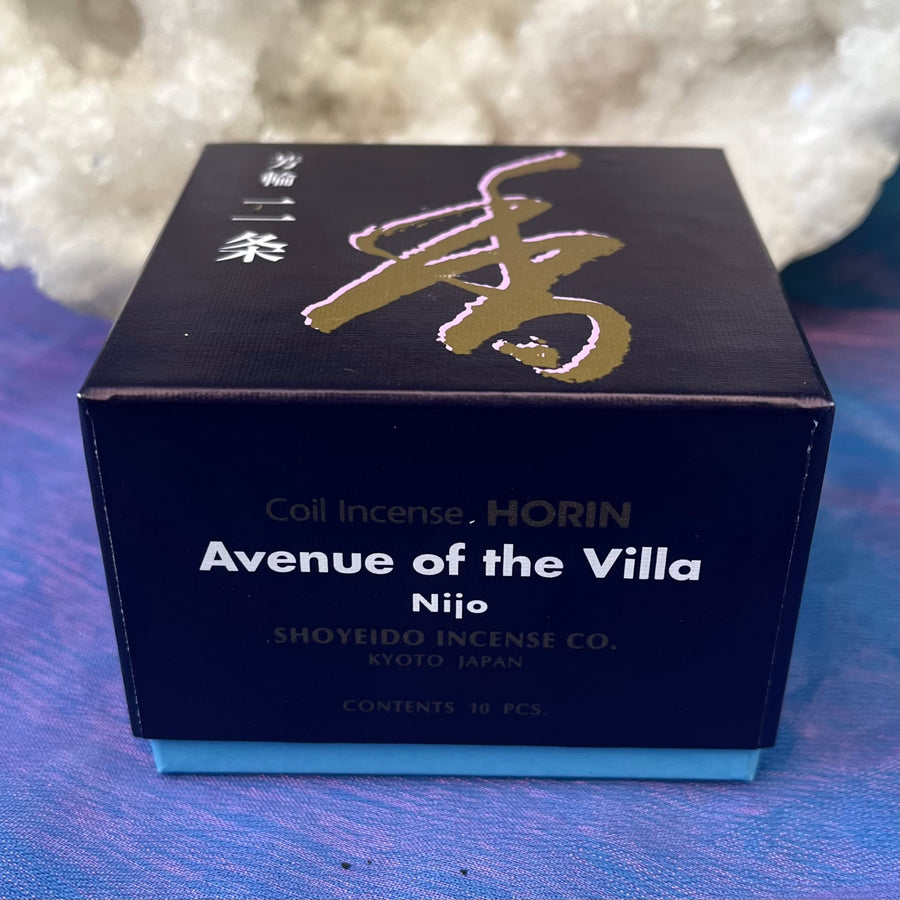 芳輪
二条
香
Coil Incense HORIN
Avenue of the Villa
Nijo
SHOYEIDO INCENSE CO.
KYOTO JAPAN
CONTENTS 10 PCS.